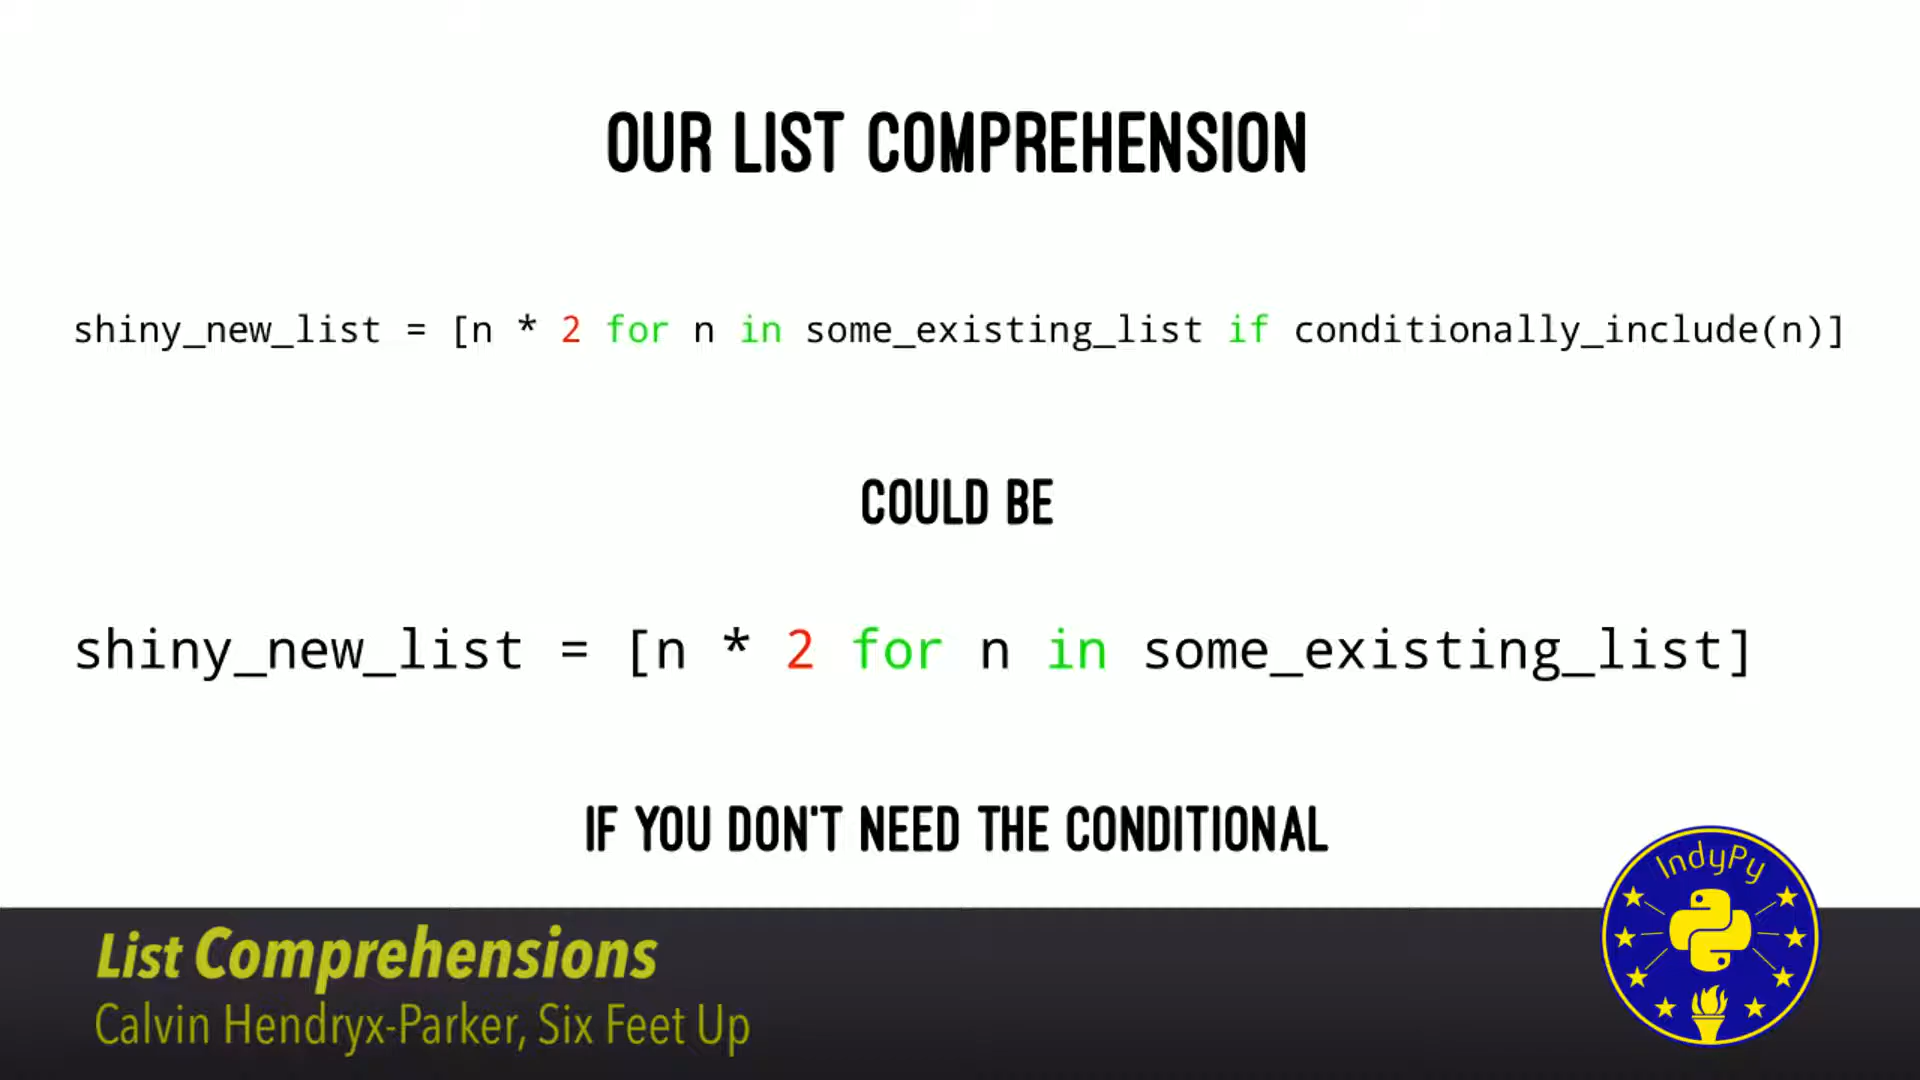 OUR LIST COMPREHENSION
shiny_new_list = [n * 2 for n in some_existing_list if conditionally_include(n)]
COULD BE
shiny_new_list = [n * 2 for n in some_existing_list]
IF YOU DON'T NEED THE CONDITIONAL
IndyPy
List Comprehensions
Calvin Hendryx-Parker, Six Feet Up